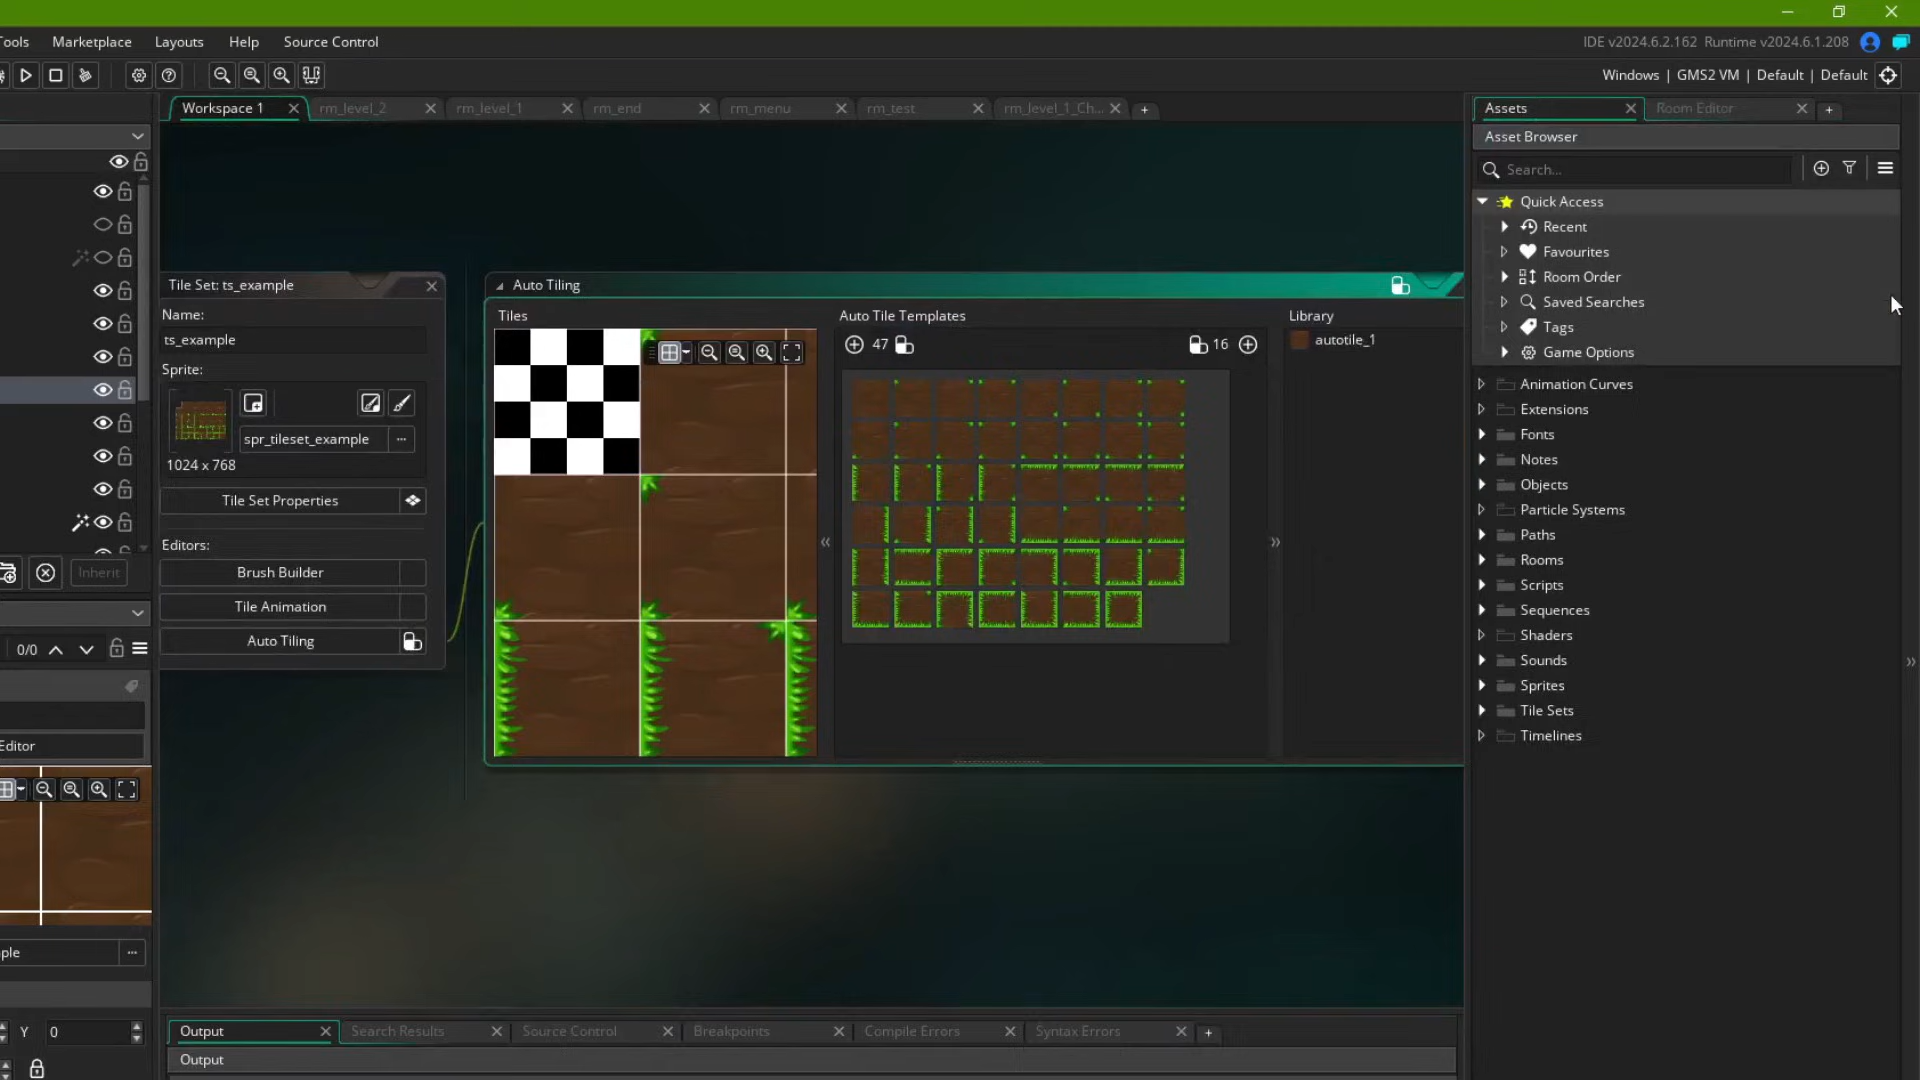 Tools Marketplace Layouts Help Source Control
IDE v2024.6.2.162 Runtime v2024.6.1.208
Windows | GMS2 VM | Default | Default
Workspace 1 rm_level_2 rm_level_1 rm_end rm_menu rm_test rm_level_1_Ch...
Assets Room Editor
Asset Browser
Search...
Quick Access
Recent
Favourites
Room Order
Saved Searches
Tags
Game Options
Animation Curves
Extensions
Fonts
Notes
Objects
Particle Systems
Paths
Rooms
Scripts
Sequences
Shaders
Sounds
Sprites
Tile Sets
Timelines
Tile Set: ts_example
Name:
ts_example
Sprite:
spr_tileset_example ...
1024 x 768
Tile Set Properties
Editors:
Brush Builder
Tile Animation
Auto Tiling
Auto Tiling
Tiles
Auto Tile Templates
47
16
Library
autotile_1
Inherit
0/0
Editor
ple ...
Y 0
Output Search Results Source Control Breakpoints Compile Errors Syntax Errors
Output